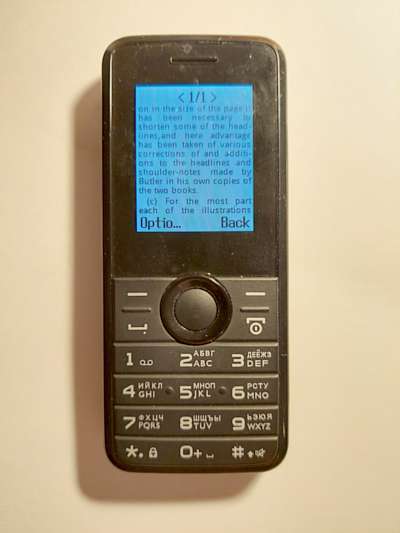 <1/1>
on in the size of the page it
has been necessary to
shorten some of the head-
lines, and here advantage
has been taken of various
corrections of and additi-
ons to the headlines and
shoulder-notes made by
Butler in his own copies of
the two books.
(c) For the most part
each of the illustrations
Optio... Back
1
2 АБВГ ABC
3 ДЕЁЖЗ DEF
4 ИЙКЛ GHI
5 МНОП JKL
6 РСТУ MNO
7 ФХЦЧ PQRS
8 ШЩЪЫ TUV
9 ЬЭЮЯ WXYZ
*.
0+
#